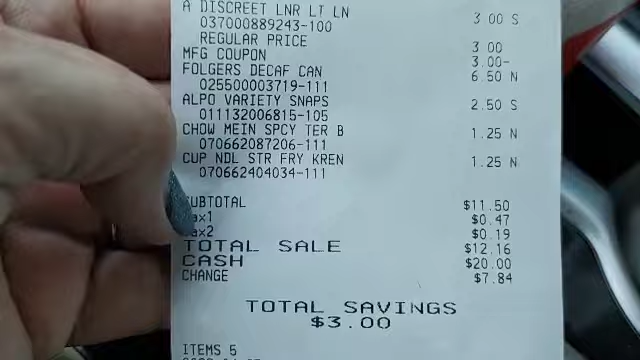 A DISCREET LNR LT LN 3.00 S
037000889243-100
REGULAR PRICE 3.00
MFG COUPON 3.00-
FOLGERS DECAF CAN 6.50 N
025500003719-111
ALPO VARIETY SNAPS 2.50 S
011132006815-105
CHOW MEIN SPCY TER B 1.25 N
070662087206-111
CUP NDL STR FRY KREN 1.25 N
070662404034-111
SUBTOTAL $11.50
ax1 $0.47
ax2 $0.19
TOTAL SALE $12.16
CASH $20.00
CHANGE $7.84
TOTAL SAVINGS
$3.00
ITEMS 5